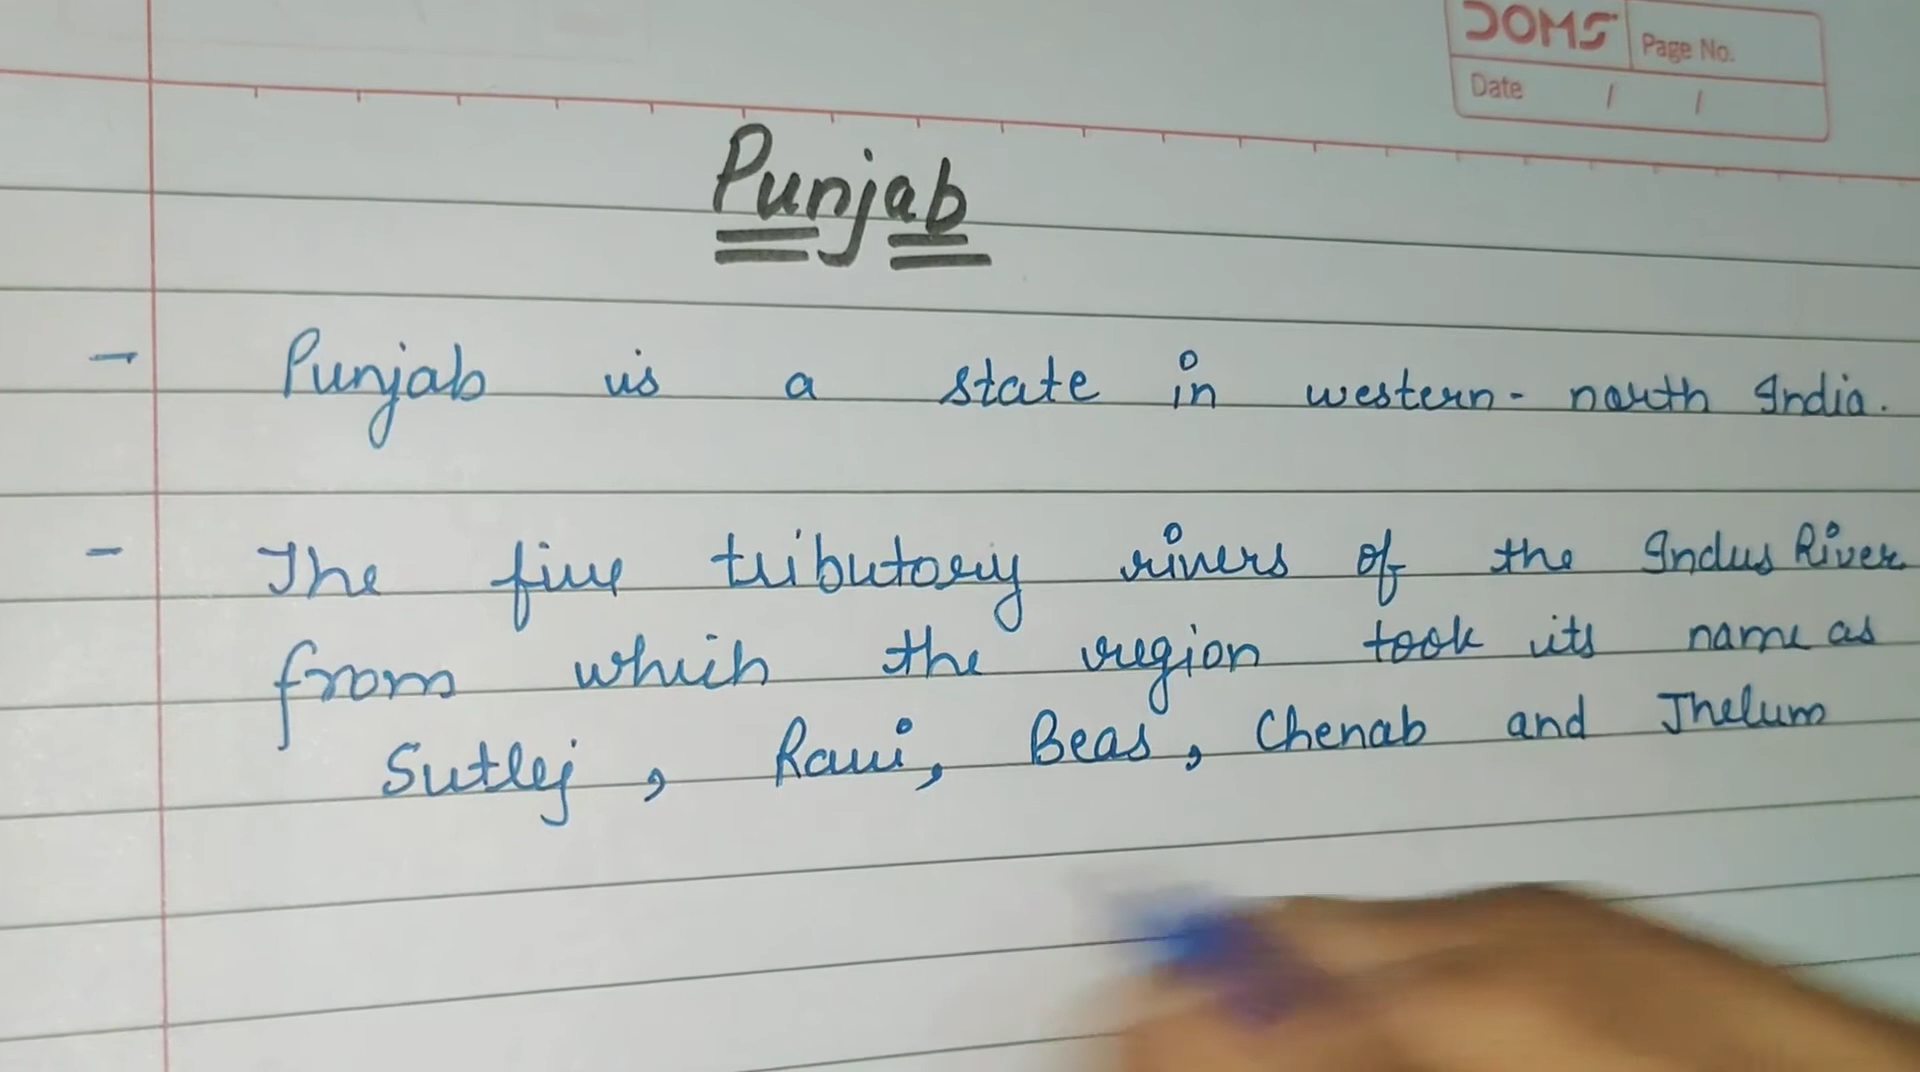 DOMS Page No.
Date / /
Punjab
- Punjab is a state in western- north India.
- The five tributory rivers of the Indus River
from which the region took its name as
Sutlej, Ravi, Beas, Chenab and Jhelum